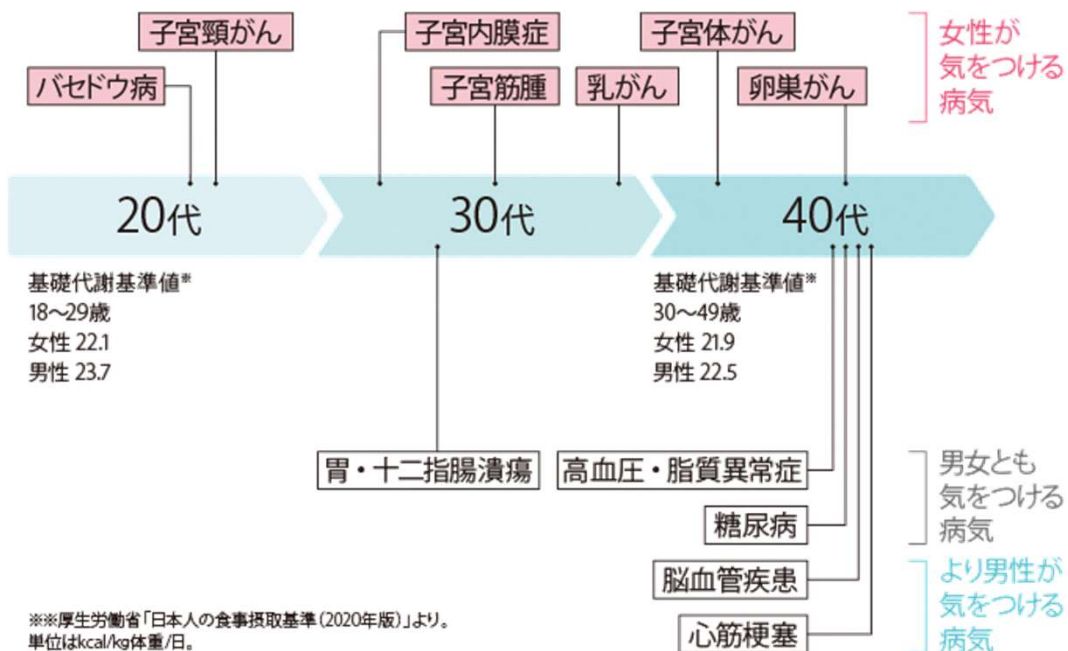 子宮頸がん
子宮内膜症
子宮体がん
女性が
気をつける
病気
バセドウ病
子宮筋腫
乳がん
卵巣がん
20代
30代
40代
基礎代謝基準値※
18〜29歳
女性 22.1
男性 23.7
基礎代謝基準値※
30〜49歳
女性 21.9
男性 22.5
胃・十二指腸潰瘍
高血圧・脂質異常症
糖尿病
男女とも
気をつける
病気
脳血管疾患
心筋梗塞
より男性が
気をつける
病気
※※厚生労働省「日本人の食事摂取基準(2020年版)」より。
単位はkcal/kg体重/日。